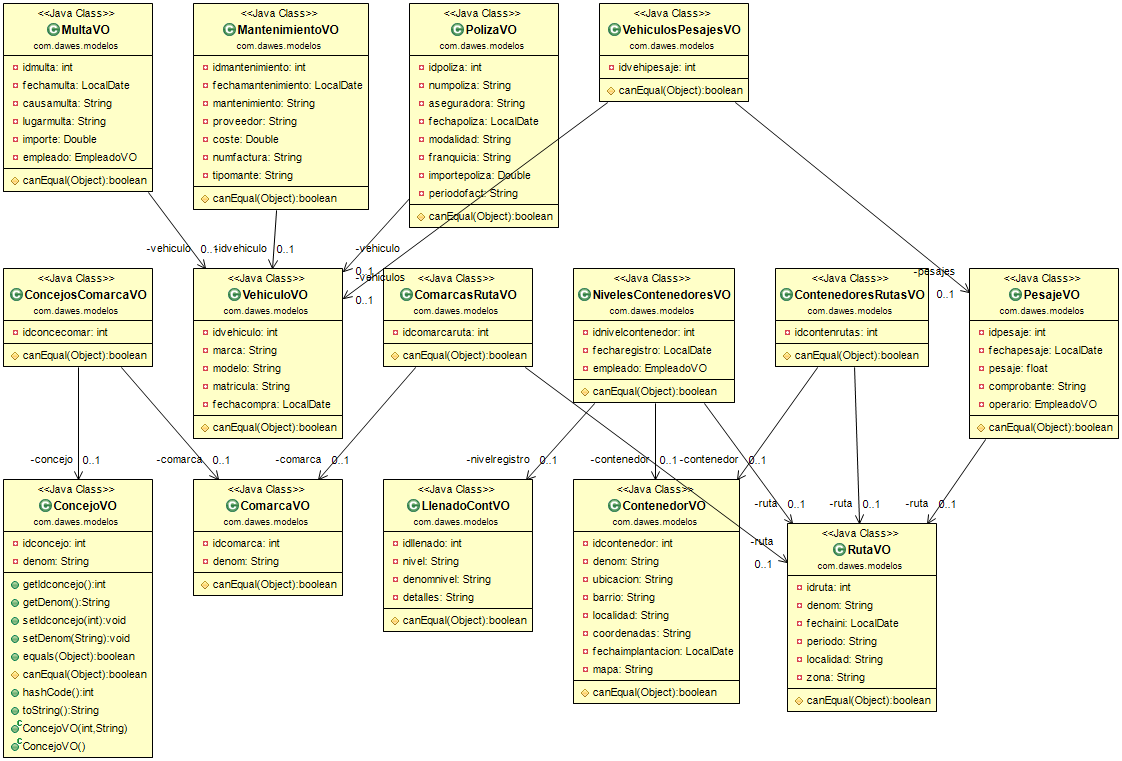 <<Java Class>>
MultaVO
com.dawes.modelos
idmulta: int
fechamulta: LocalDate
causamulta: String
lugarmulta: String
importe: Double
empleado: EmpleadoVO
canEqual(Object):boolean
<<Java Class>>
MantenimientoVO
com.dawes.modelos
idmantenimiento: int
fechamantenimiento: LocalDate
mantenimiento: String
proveedor: String
coste: Double
numfactura: String
tipomante: String
canEqual(Object):boolean
<<Java Class>>
PolizaVO
com.dawes.modelos
idpoliza: int
numpoliza: String
aseguradora: String
fechapoliza: LocalDate
modalidad: String
franquicia: String
importepoliza: Double
periodofact: String
canEqual(Object):boolean
<<Java Class>>
VehiculosPesajesVO
com.dawes.modelos
idvehipesaje: int
canEqual(Object):boolean
-vehiculo 0..1
-idvehiculo 0..1
-vehiculo
0..1
-vehiculos
0..1
-pesajes
0..1
<<Java Class>>
ConcejosComarcaVO
com.dawes.modelos
idconcecomar: int
canEqual(Object):boolean
<<Java Class>>
VehiculoVO
com.dawes.modelos
idvehiculo: int
marca: String
modelo: String
matricula: String
fechacompra: LocalDate
canEqual(Object):boolean
<<Java Class>>
ComarcasRutaVO
com.dawes.modelos
idcomarcaruta: int
canEqual(Object):boolean
<<Java Class>>
NivelesContenedoresVO
com.dawes.modelos
idnivelcontenedor: int
fecharegistro: LocalDate
empleado: EmpleadoVO
canEqual(Object):boolean
<<Java Class>>
ContenedoresRutasVO
com.dawes.modelos
idcontenrutas: int
canEqual(Object):boolean
<<Java Class>>
PesajeVO
com.dawes.modelos
idpesaje: int
fechapesaje: LocalDate
pesaje: float
comprobante: String
operario: EmpleadoVO
canEqual(Object):boolean
-concejo 0..1
-comarca 0..1
-comarca 0..1
-nivelregistro 0..1
-contenedor 0..1
-contenedor 0..1
-ruta 0..1
-ruta 0..1
-ruta 0..1
-ruta
0..1
<<Java Class>>
ConcejoVO
com.dawes.modelos
idconcejo: int
denom: String
getIdconcejo():int
getDenom():String
setIdconcejo(int):void
setDenom(String):void
equals(Object):boolean
canEqual(Object):boolean
hashCode():int
toString():String
ConcejoVO(int,String)
ConcejoVO()
<<Java Class>>
ComarcaVO
com.dawes.modelos
idcomarca: int
denom: String
canEqual(Object):boolean
<<Java Class>>
LlenadoContVO
com.dawes.modelos
idllenado: int
nivel: String
denomnivel: String
detalles: String
canEqual(Object):boolean
<<Java Class>>
ContenedorVO
com.dawes.modelos
idcontenedor: int
denom: String
ubicacion: String
barrio: String
localidad: String
coordenadas: String
fechaimplantacion: LocalDate
mapa: String
canEqual(Object):boolean
<<Java Class>>
RutaVO
com.dawes.modelos
idruta: int
denom: String
fechaini: LocalDate
periodo: String
localidad: String
zona: String
canEqual(Object):boolean